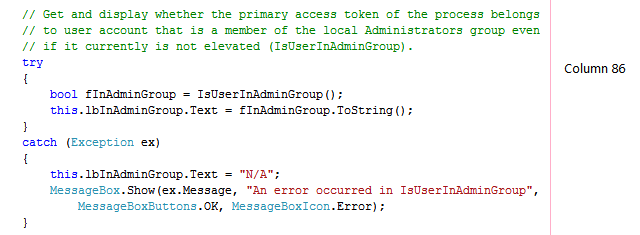 // Get and display whether the primary access token of the process belongs
// to user account that is a member of the local Administrators group even
// if it currently is not elevated (IsUserInAdminGroup).
try
{
    bool fInAdminGroup = IsUserInAdminGroup();
    this.lbInAdminGroup.Text = fInAdminGroup.ToString();
}
catch (Exception ex)
{
    this.lbInAdminGroup.Text = "N/A";
    MessageBox.Show(ex.Message, "An error occurred in IsUserInAdminGroup",
        MessageBoxButtons.OK, MessageBoxIcon.Error);
}
Column 86